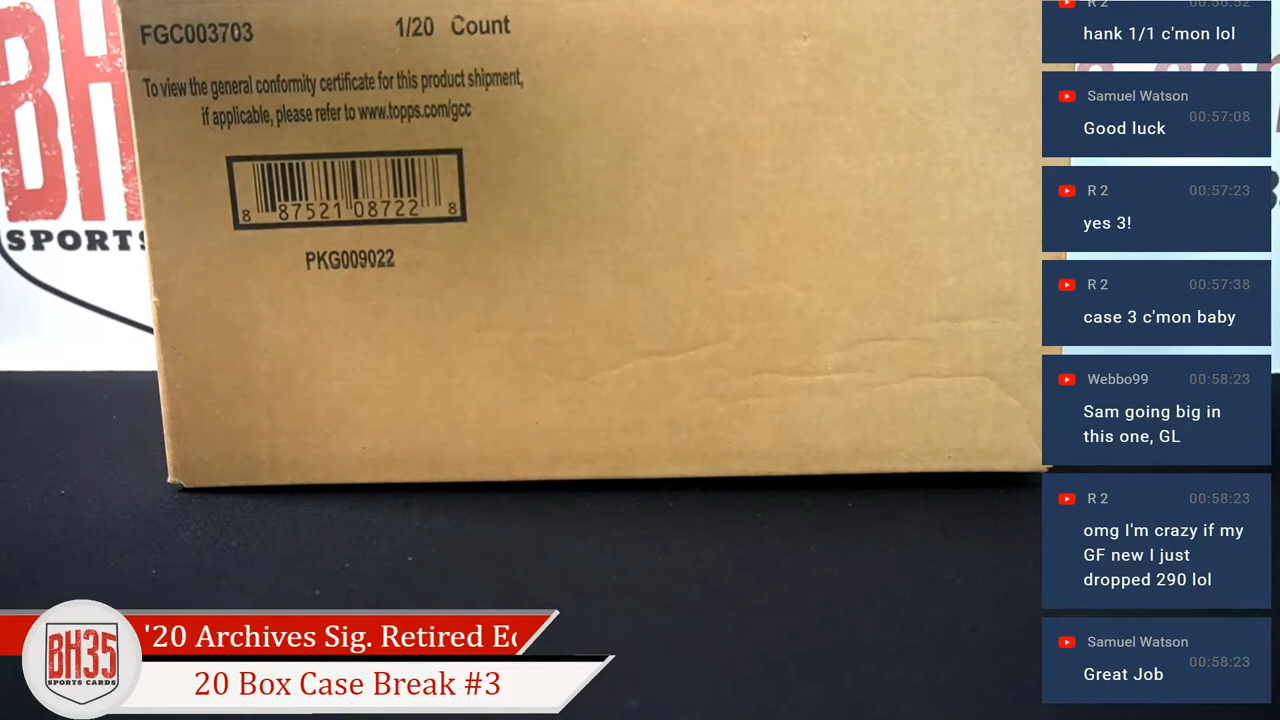 FGC003703 1/20 Count
To view the general conformity certificate for this product shipment,
if applicable, please refer to www.topps.com/gcc
8 87521 08722 8
PKG009022
BH
SPORTS
R 2 00:56:52
hank 1/1 c'mon lol
Samuel Watson 00:57:08
Good luck
R 2 00:57:23
yes 3!
R 2 00:57:38
case 3 c'mon baby
Webbo99 00:58:23
Sam going big in
this one, GL
R 2 00:58:23
omg I'm crazy if my
GF new I just
dropped 290 lol
Samuel Watson 00:58:23
Great Job
BH35
SPORTS CARDS
'20 Archives Sig. Retired Ec
20 Box Case Break #3